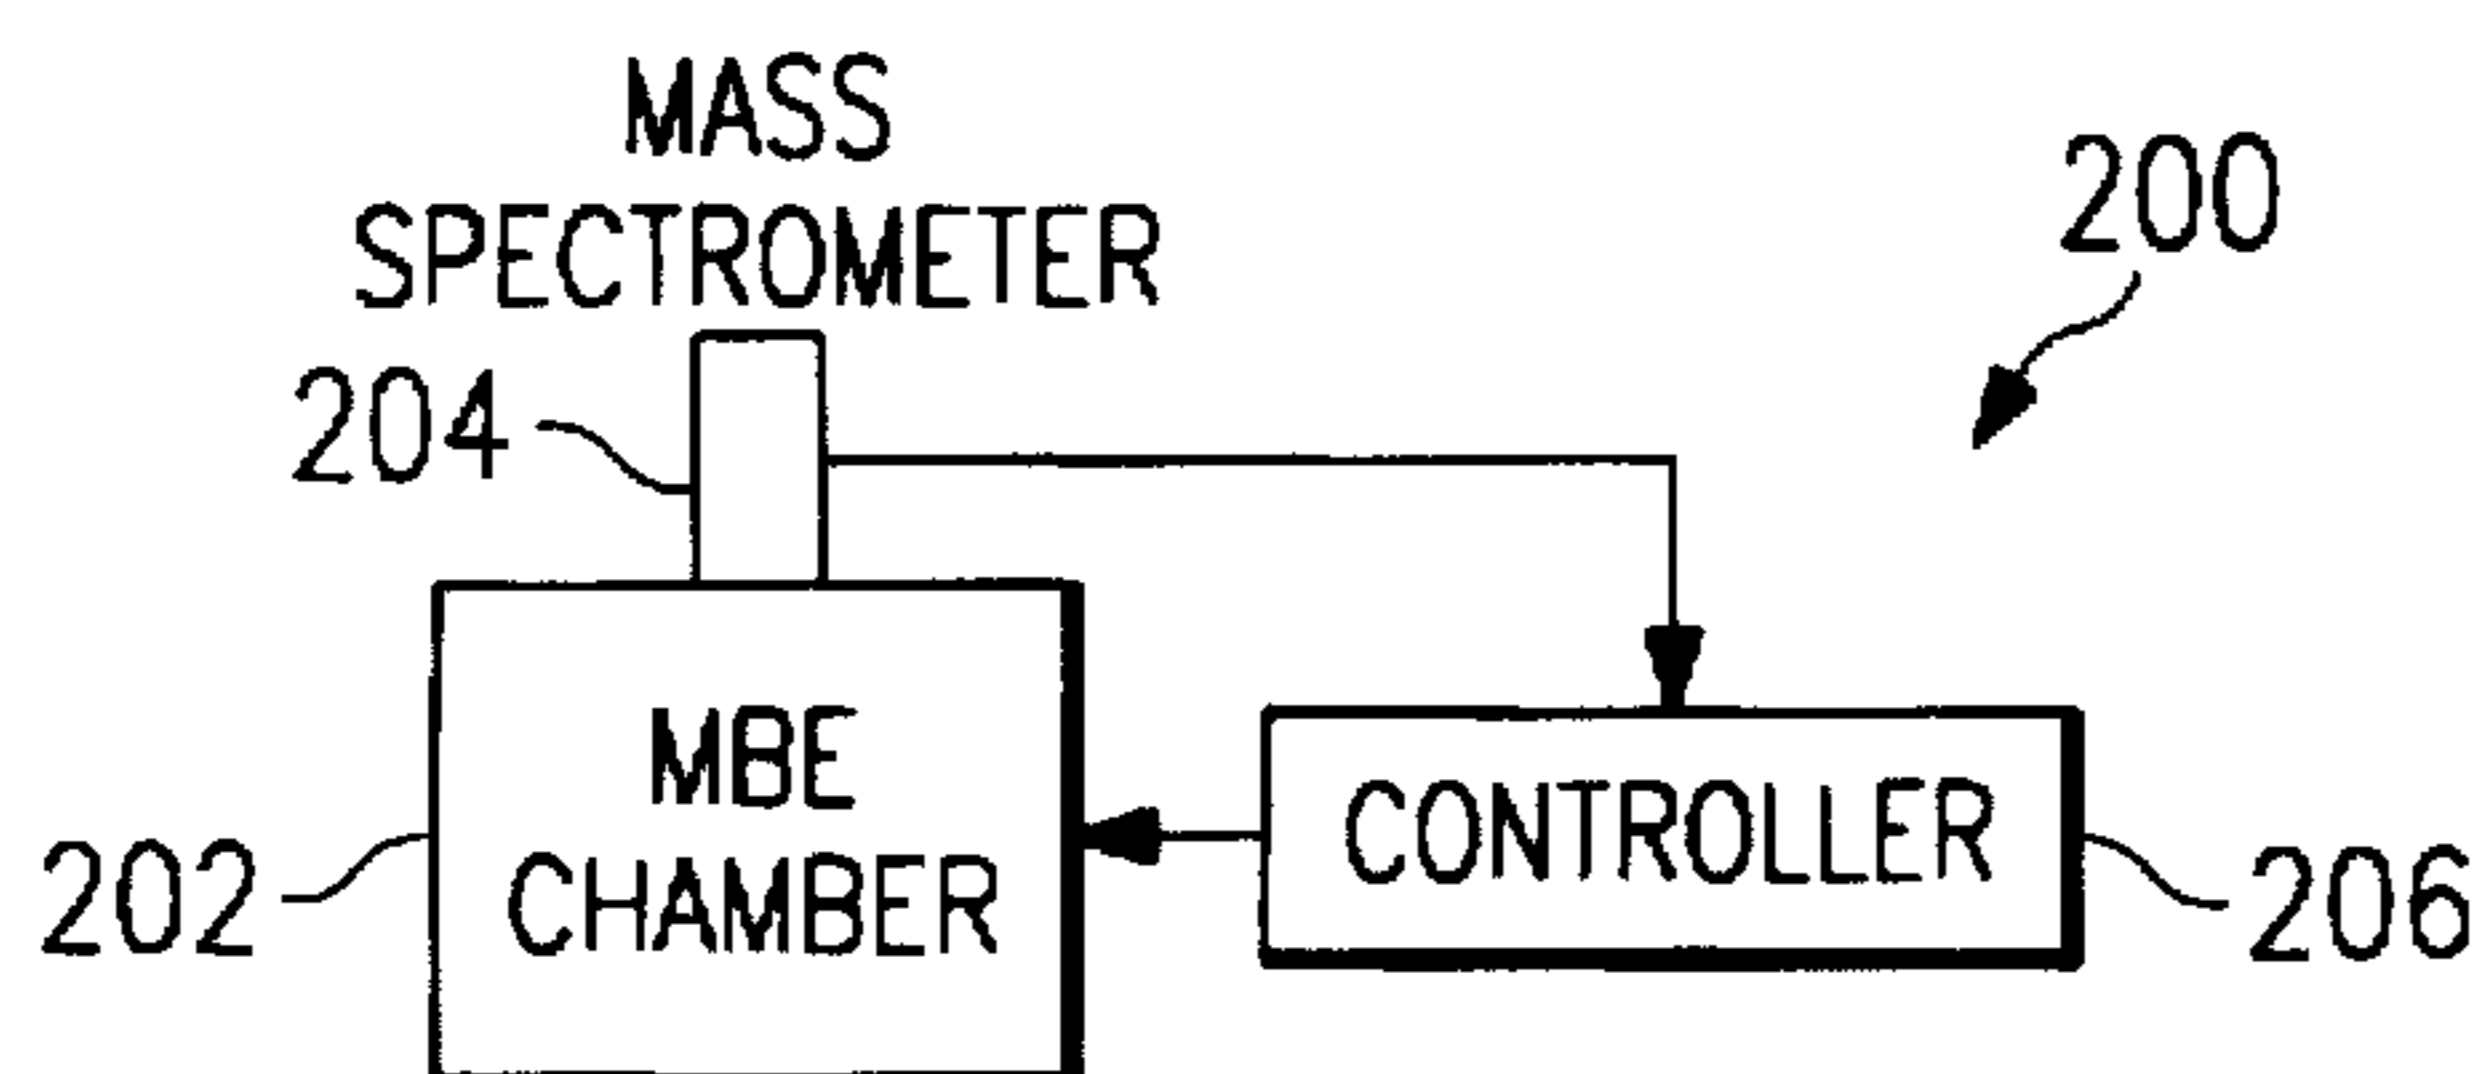 MASS
SPECTROMETER
200
204
MBE
CHAMBER
CONTROLLER
202
206